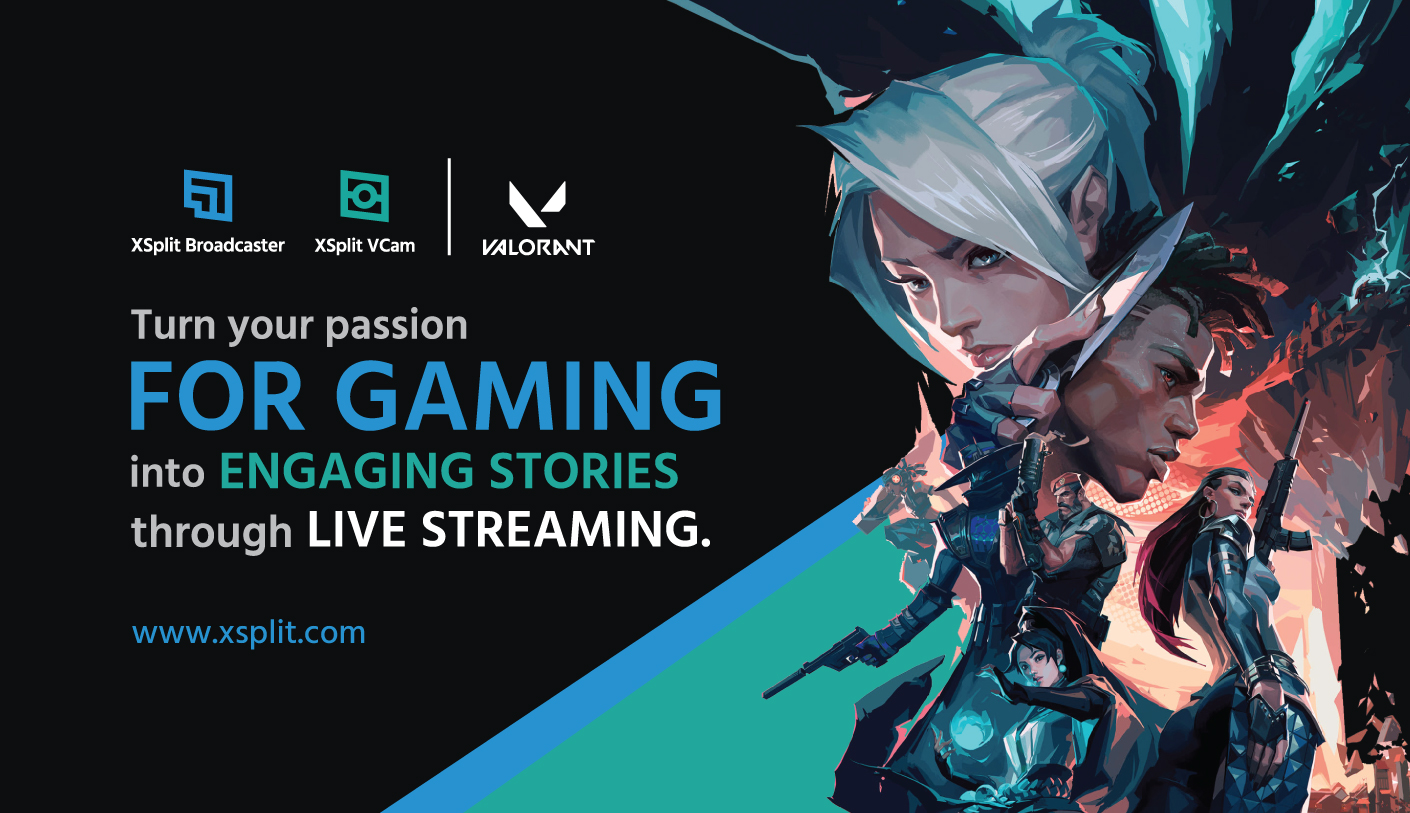 XSplit Broadcaster
XSplit VCam
VALORANT
Turn your passion
FOR GAMING
into ENGAGING STORIES
through LIVE STREAMING.
www.xsplit.com